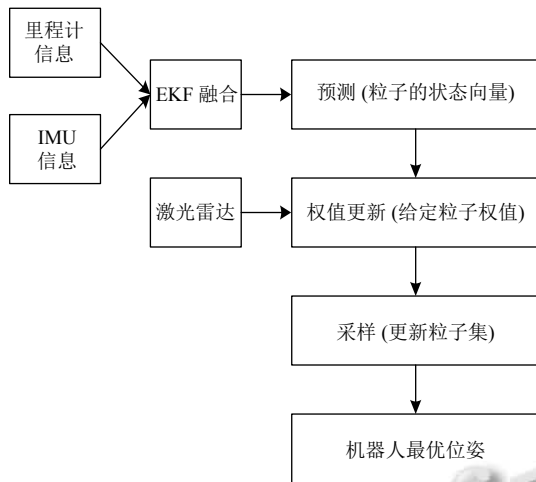 里程计
信息
EKF 融合
预测 (粒子的状态向量)
IMU
信息
激光雷达
权值更新 (给定粒子权值)
采样 (更新粒子集)
机器人最优位姿